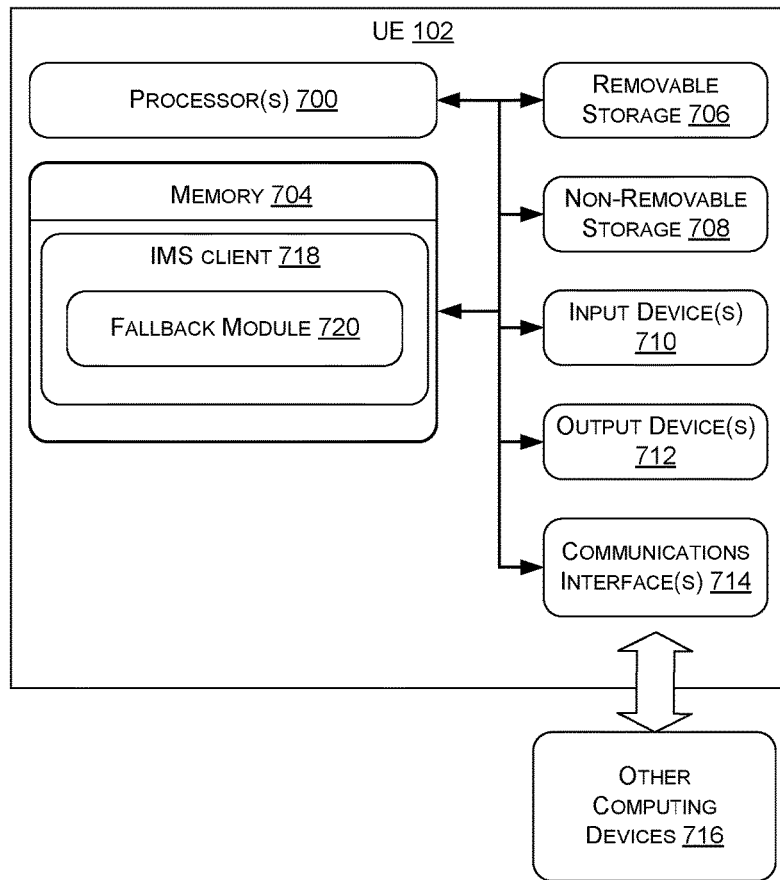 UE 102
PROCESSOR(S) 700
MEMORY 704
IMS CLIENT 718
FALLBACK MODULE 720
REMOVABLE
STORAGE 706
NON-REMOVABLE
STORAGE 708
INPUT DEVICE(S)
710
OUTPUT DEVICE(S)
712
COMMUNICATIONS
INTERFACE(S) 714
OTHER
COMPUTING
DEVICES 716